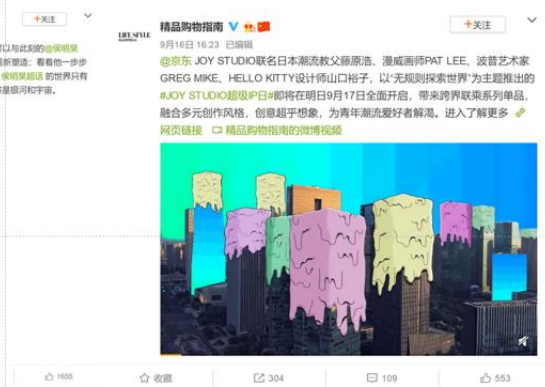 +关注
可以与此刻的@侯明昊
新塑造；看着他一步步
侯明昊超话 的世界只有
是银河和宇宙。
1655
LIFE STYLE
精品购物指南
+关注
9月16日 16:23 已编辑
@京东 JOY STUDIO联名日本潮流教父藤原浩、漫威画师PAT LEE、波普艺术家
GREG MIKE、HELLO KITTY设计师山口裕子，以“无规则探索世界”为主题推出的
#JOY STUDIO超级IP日#即将在明日9月17日全面开启，带来跨界联乘系列单品，
融合多元创作风格，创意超乎想象，为青年潮流爱好者解渴。进入了解更多
网页链接 精品购物指南的微博视频
收藏 304 109 553